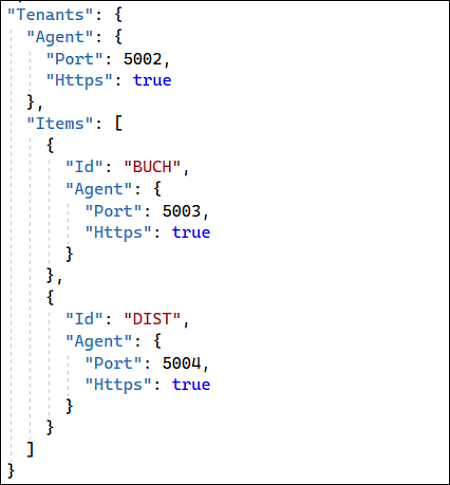 "Tenants": {
  "Agent": {
    "Port": 5002,
    "Https": true
  },
  "Items": [
    {
      "Id": "BUCH",
      "Agent": {
        "Port": 5003,
        "Https": true
      }
    },
    {
      "Id": "DIST",
      "Agent": {
        "Port": 5004,
        "Https": true
      }
    }
  ]
}